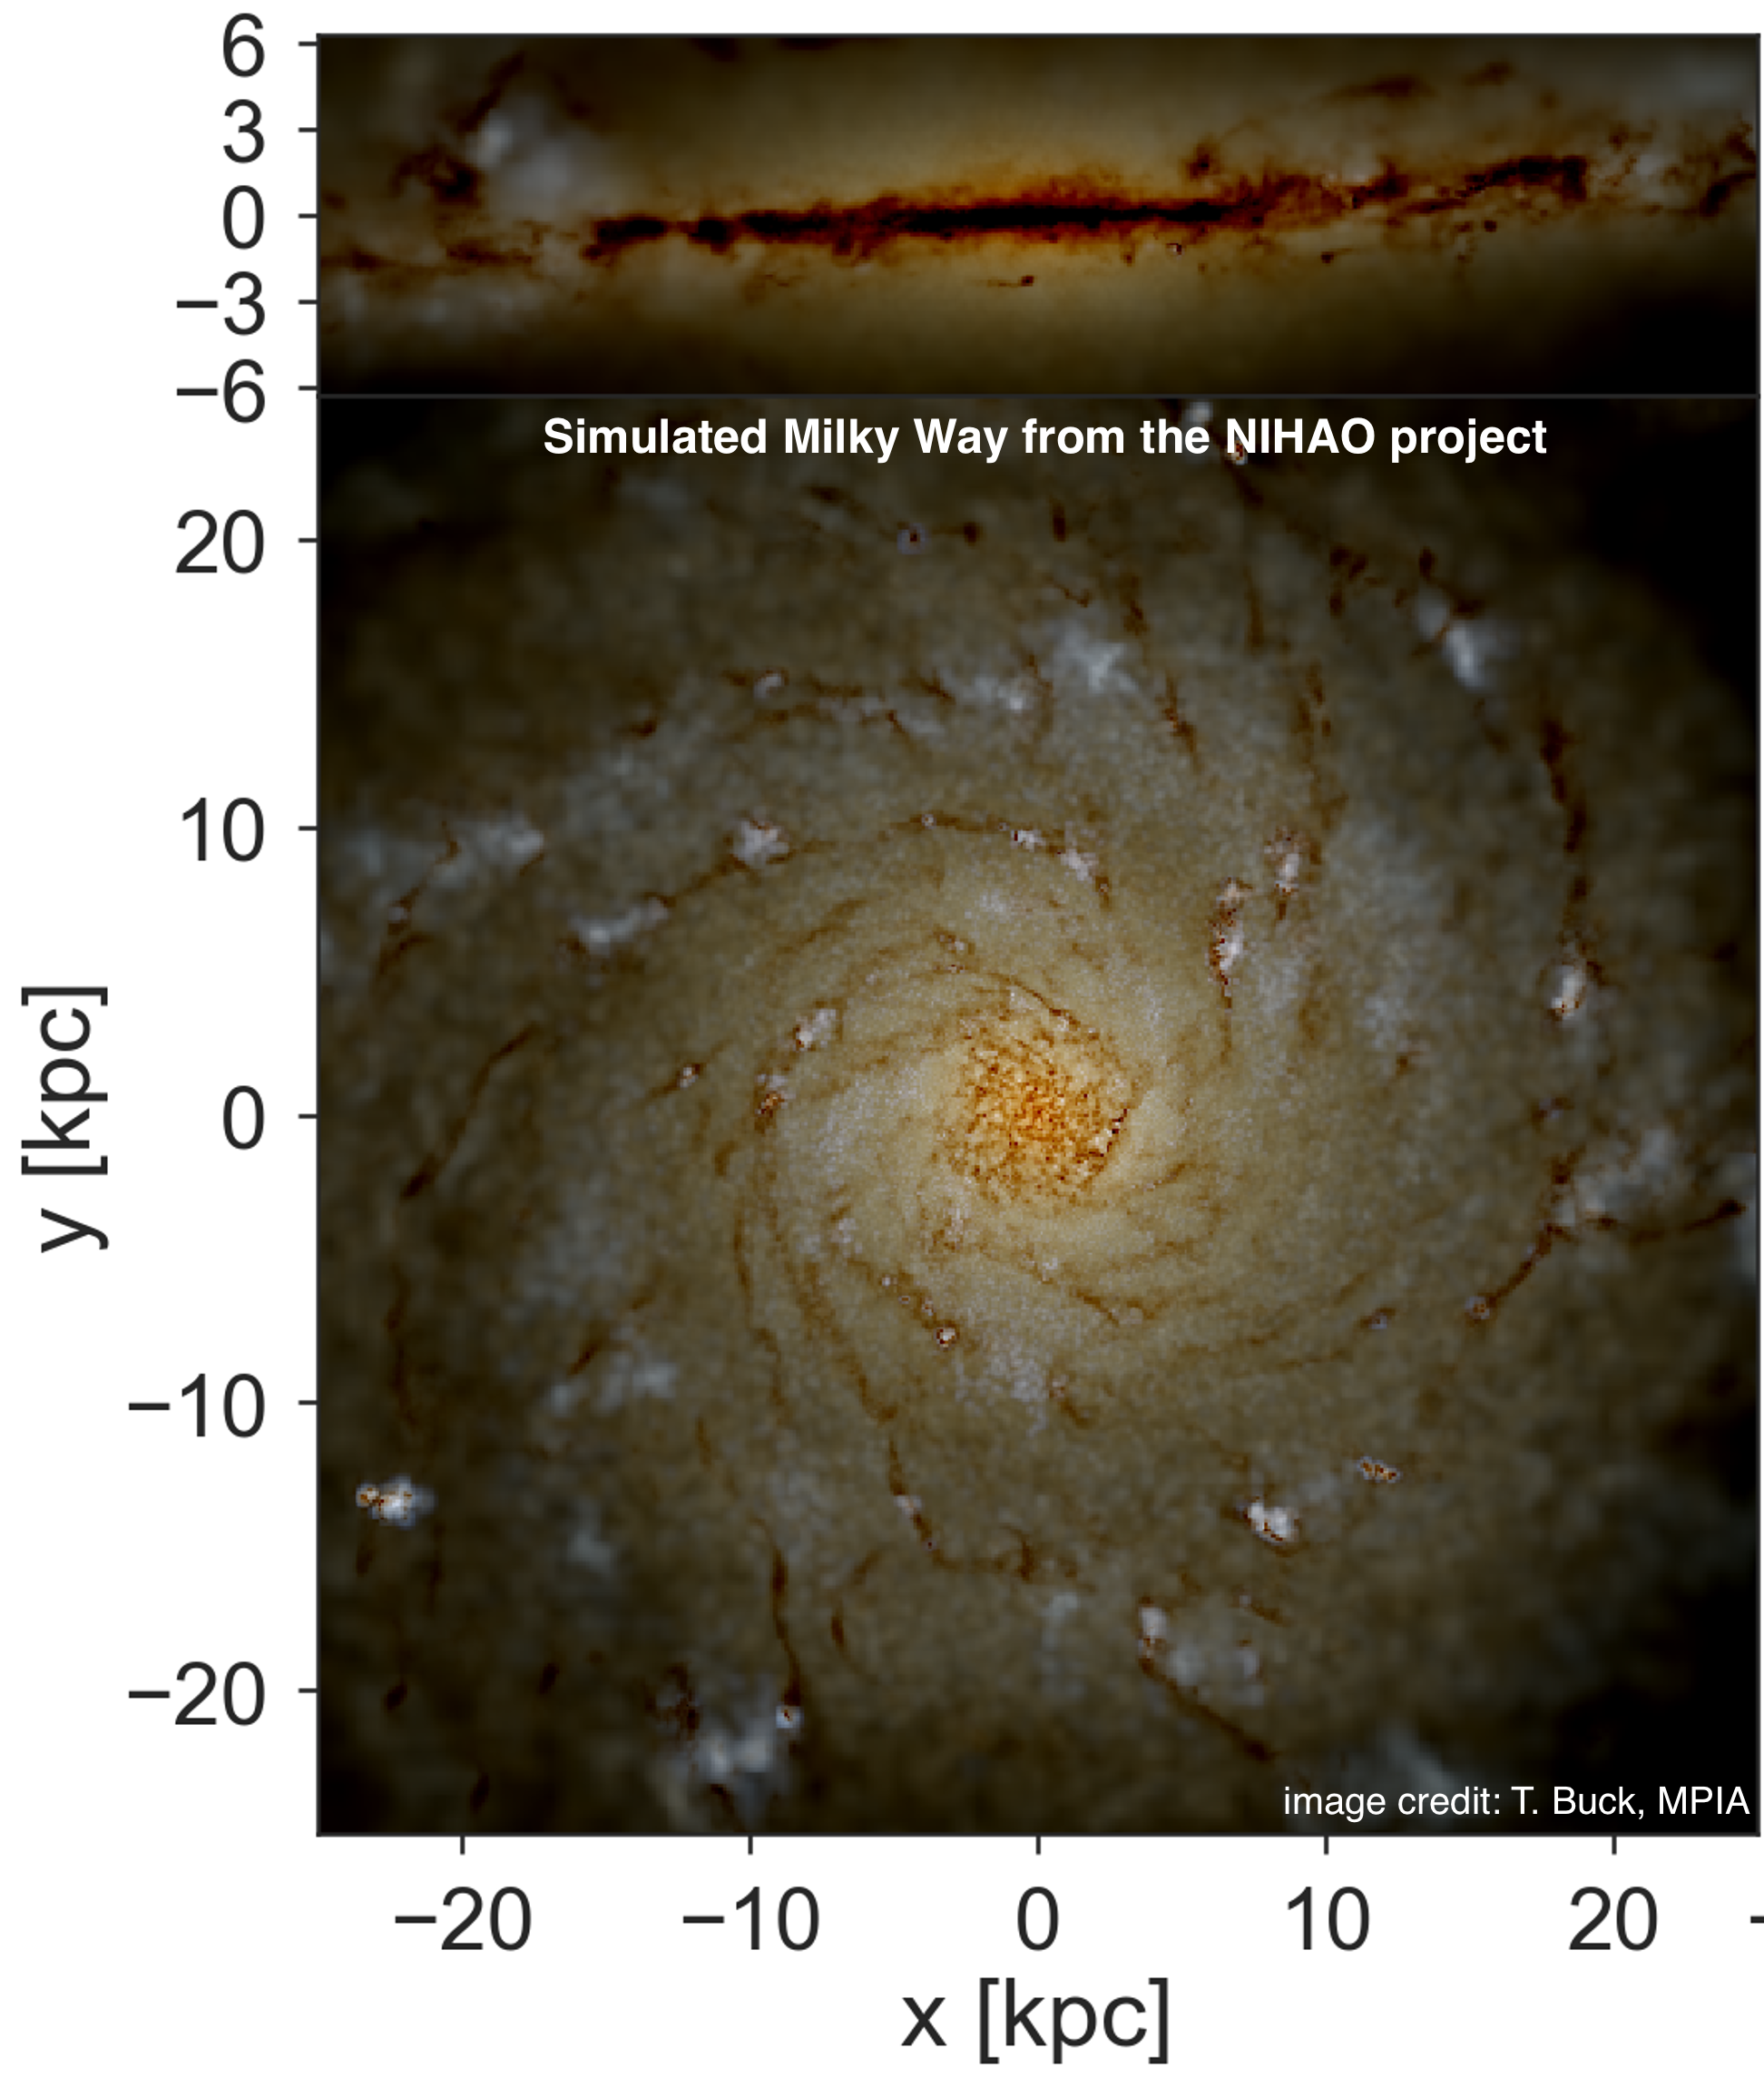 6
3
0
−3
−6
Simulated Milky Way from the NIHAO project
20
10
0
−10
−20
y [kpc]
image credit: T. Buck, MPIA
−20 −10 0 10 20
x [kpc]